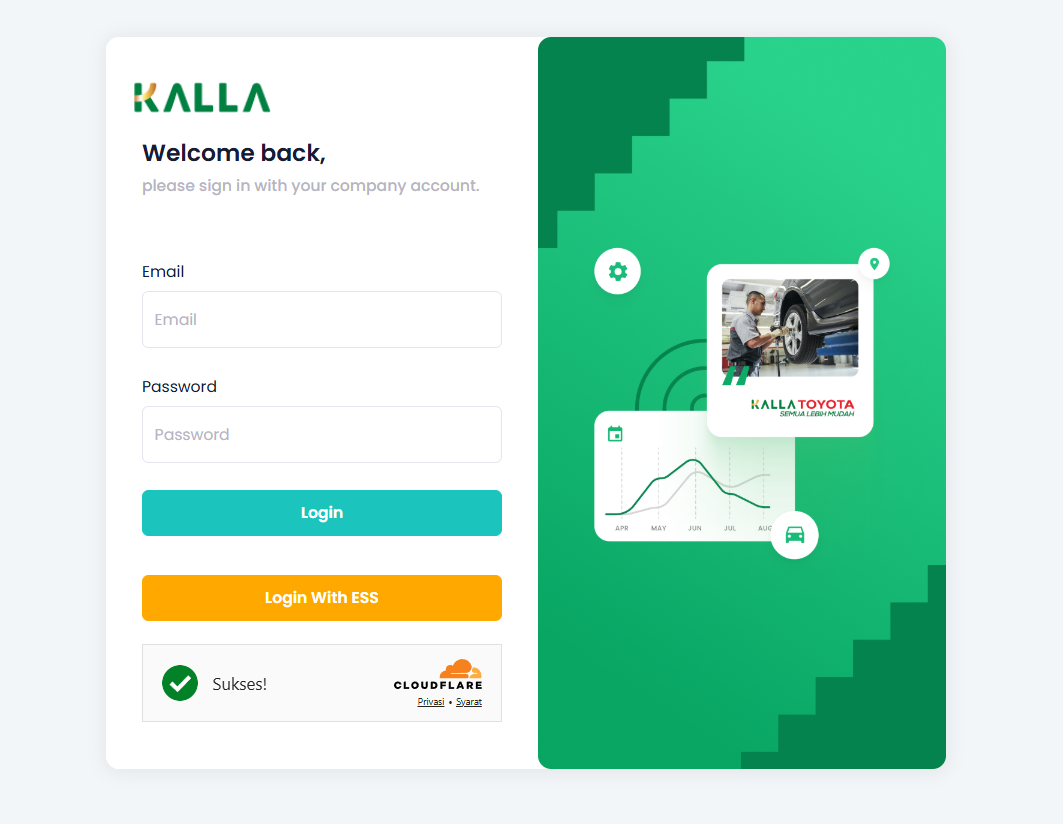 KALLA
Welcome back,
please sign in with your company account.
Email
Email
Password
Password
Login
Login With ESS
Sukses!
CLOUDFLARE
Privasi • Syarat
KALLA TOYOTA
SEMUA LEBIH MUDAH
APR MAY JUN JUL AUG